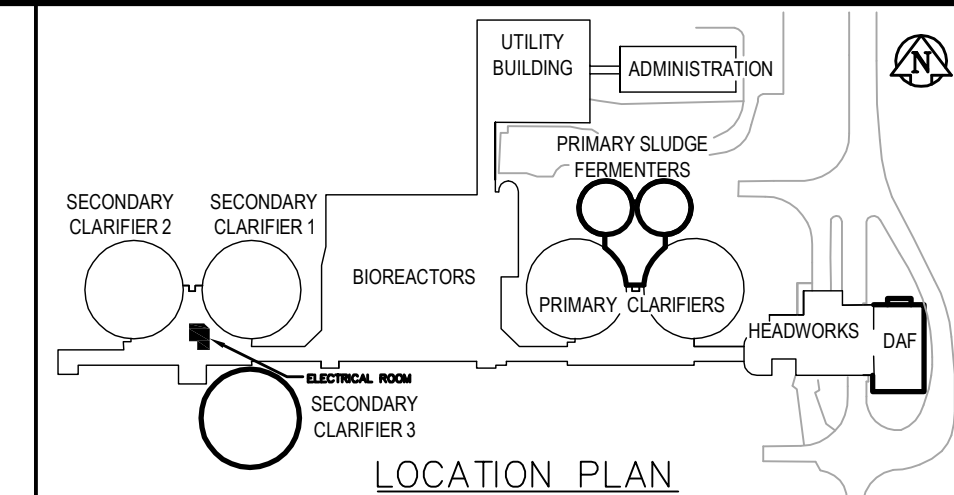 UTILITY
BUILDING
ADMINISTRATION
N
PRIMARY SLUDGE
FERMENTERS
SECONDARY
CLARIFIER 2
SECONDARY
CLARIFIER 1
BIOREACTORS
PRIMARY CLARIFIERS
HEADWORKS
DAF
ELECTRICAL ROOM
SECONDARY
CLARIFIER 3
LOCATION PLAN